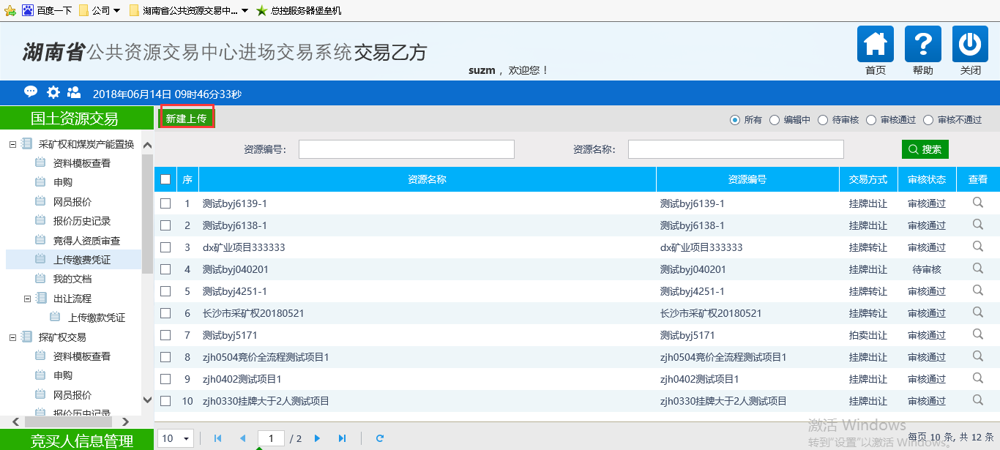 百度一下 公司 湖南省公共资源交易中... 总控服务器堡垒机
湖南省公共资源交易中心进场交易系统交易乙方
suzm ，欢迎您！
首页 帮助 关闭
2018年06月14日 09时46分33秒
国土资源交易
采矿权和煤炭产能置换
资料模板查看
申购
网员报价
报价历史记录
竞得人资质审查
上传缴费凭证
我的文档
出让流程
上传缴款凭证
探矿权交易
资料模板查看
申购
网员报价
报价历史记录
竞买人信息管理
新建上传
所有 编辑中 待审核 审核通过 审核不通过
资源编号： 资源名称： 搜索
序 资源名称 资源编号 交易方式 审核状态 查看
1 测试byj6139-1 测试byj6139-1 挂牌出让 审核通过
2 测试byj6138-1 测试byj6138-1 挂牌出让 审核通过
3 dx矿业项目333333 dx矿业项目333333 挂牌转让 审核通过
4 测试byj040201 测试byj040201 挂牌出让 待审核
5 测试byj4251-1 测试byj4251-1 挂牌转让 审核通过
6 长沙市采矿权20180521 长沙市采矿权20180521 挂牌转让 审核通过
7 测试byj5171 测试byj5171 拍卖出让 审核通过
8 zjh0504竞价全流程测试项目1 zjh0504竞价全流程测试项目1 挂牌出让 审核通过
9 zjh0402测试项目1 zjh0402测试项目1 挂牌出让 审核通过
10 zjh0330挂牌大于2人测试项目 zjh0330挂牌大于2人测试项目 挂牌出让 审核通过
10 1 / 2
每页 10 条, 共 12 条
激活 Windows
转到"设置"以激活 Windows。